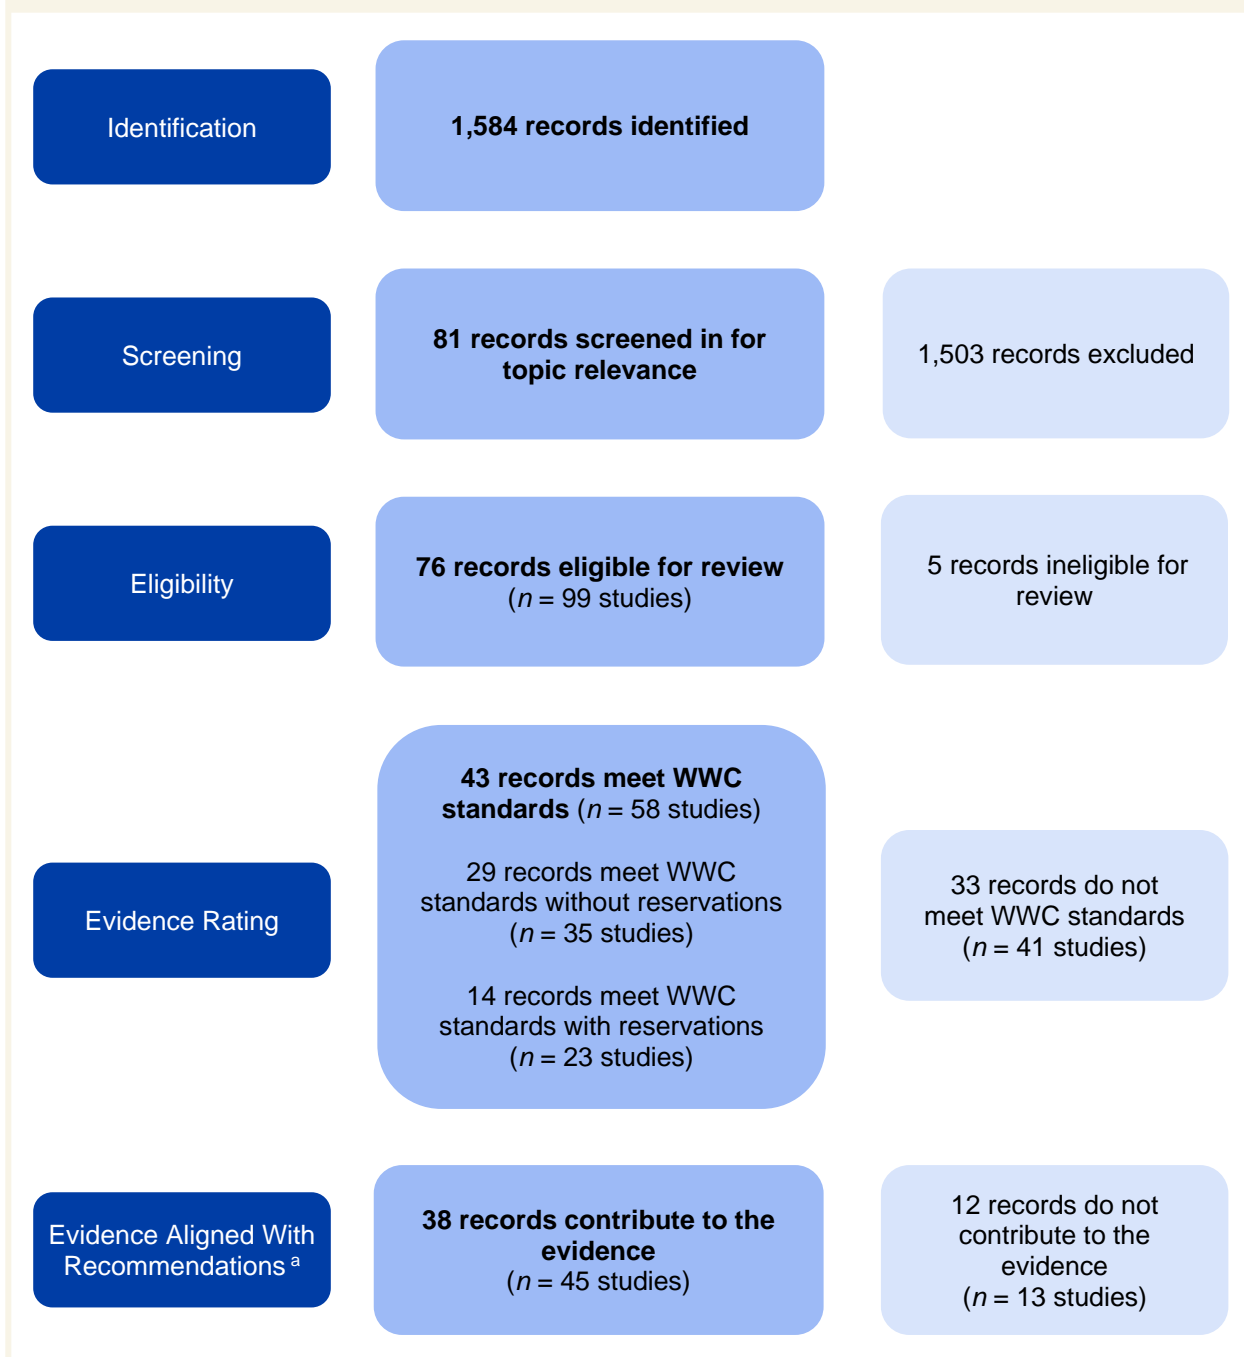 Identification
1,584 records identified
Screening
81 records screened in for
topic relevance
1,503 records excluded
Eligibility
76 records eligible for review
(n = 99 studies)
5 records ineligible for
review
Evidence Rating
43 records meet WWC
standards (n = 58 studies)
29 records meet WWC
standards without reservations
(n = 35 studies)
14 records meet WWC
standards with reservations
(n = 23 studies)
33 records do not
meet WWC standards
(n = 41 studies)
Evidence Aligned With
Recommendations a
38 records contribute to the
evidence
(n = 45 studies)
12 records do not
contribute to the
evidence
(n = 13 studies)